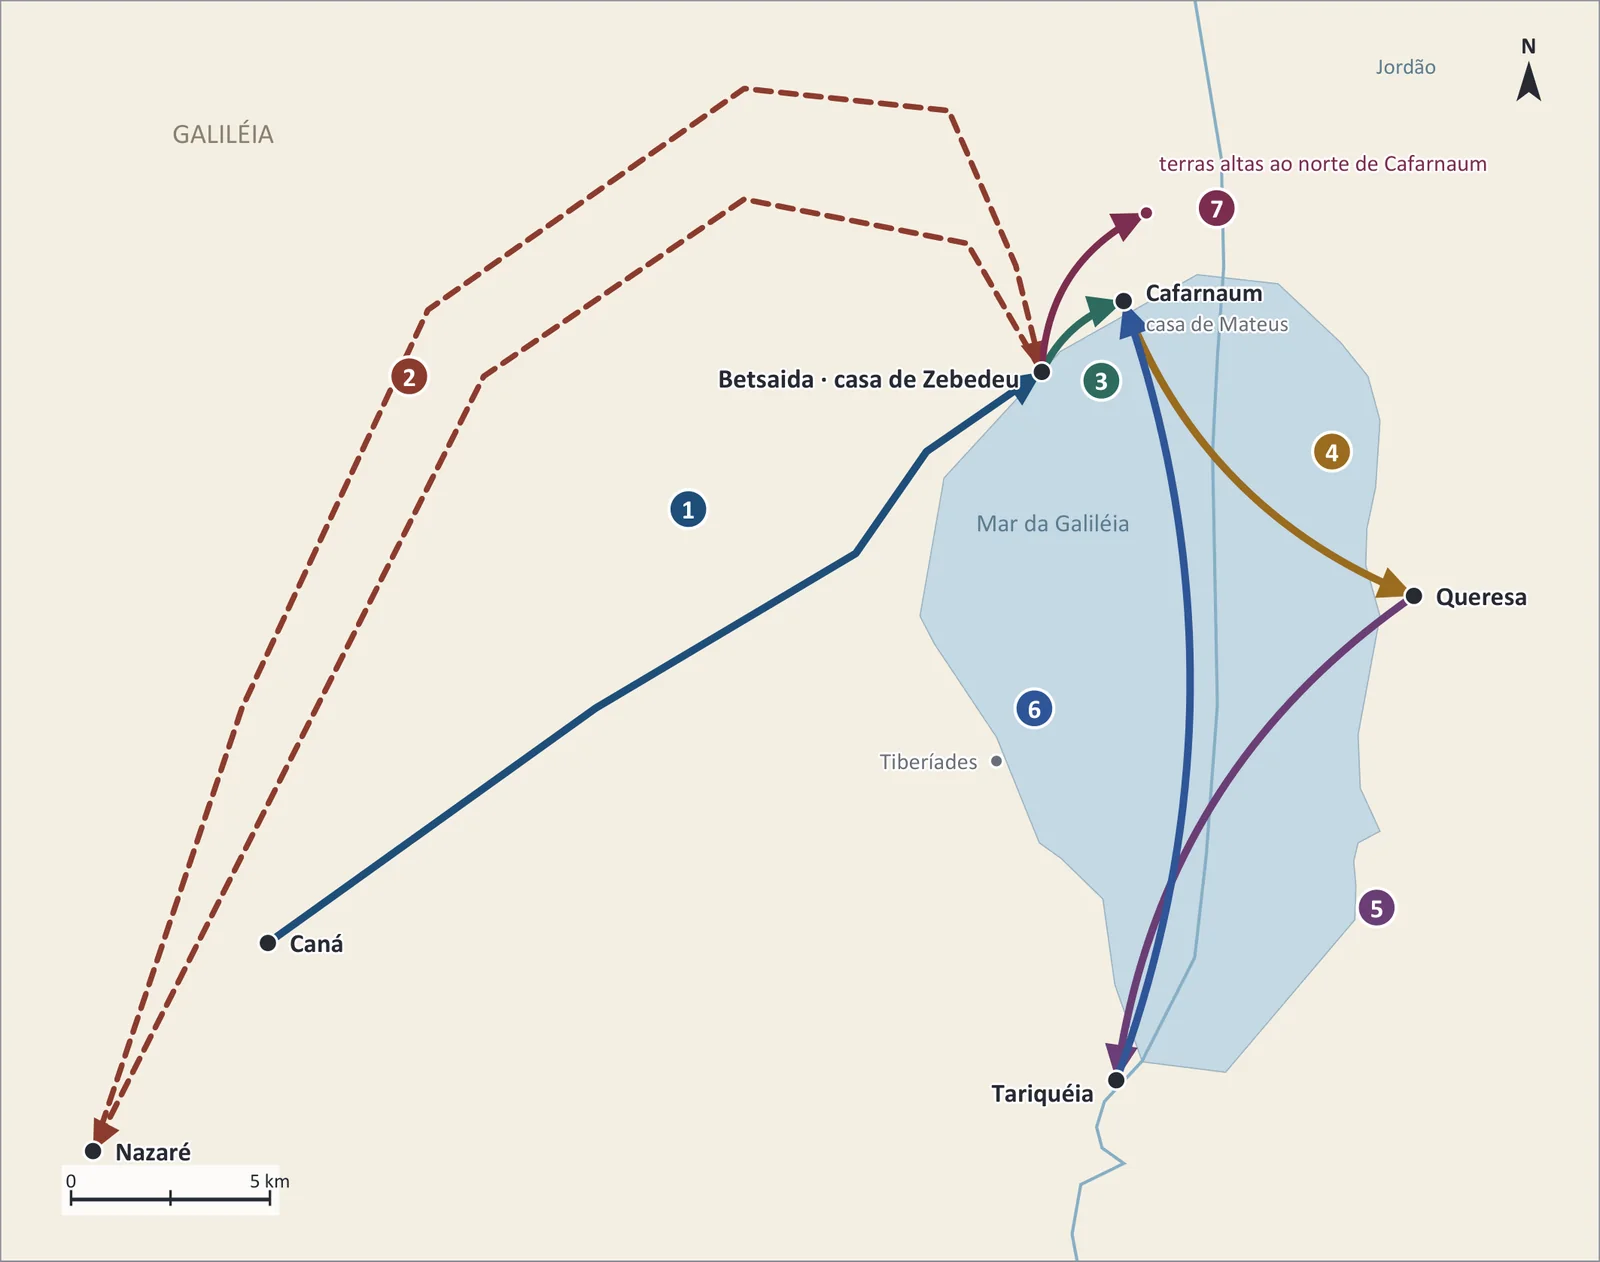 N
Jordão
GALILÉIA
terras altas ao norte de Cafarnaum
7
Cafarnaum
casa de Mateus
2
Betsaida · casa de Zebedeu
3
4
1
Mar da Galiléia
Queresa
6
Tiberíades
5
Caná
Tariquéia
Nazaré
0 5 km